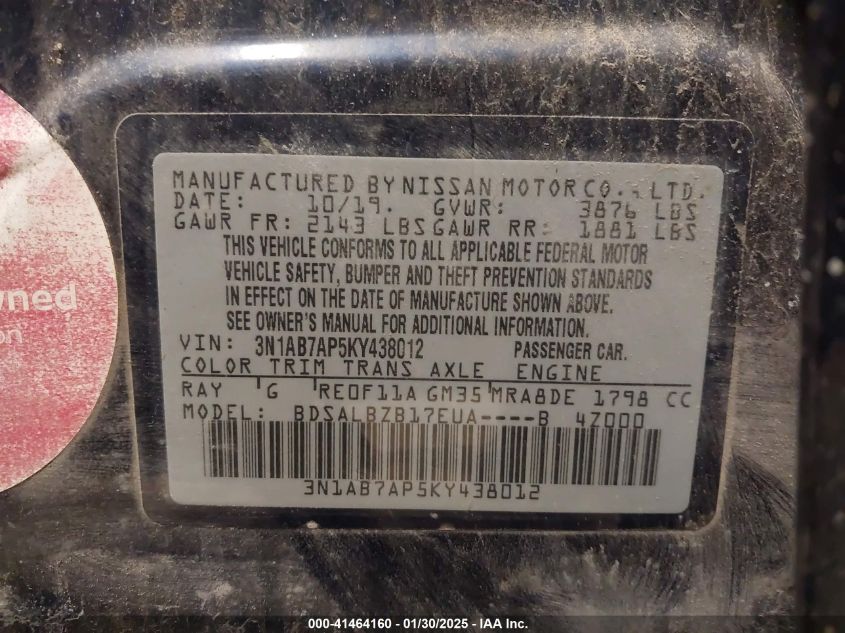 MANUFACTURED BY NISSAN MOTOR CO., LTD.
DATE: 10/19. GVWR: 3876 LBS
GAWR FR: 2143 LBS GAWR RR: 1881 LBS
THIS VEHICLE CONFORMS TO ALL APPLICABLE FEDERAL MOTOR
VEHICLE SAFETY, BUMPER AND THEFT PREVENTION STANDARDS
IN EFFECT ON THE DATE OF MANUFACTURE SHOWN ABOVE.
SEE OWNER'S MANUAL FOR ADDITIONAL INFORMATION.
VIN: 3N1AB7AP5KY438012 PASSENGER CAR.
COLOR TRIM TRANS AXLE ENGINE
RAY G RE0F11A GM35 MRA8DE 1798 CC
MODEL: BDSALBZB17EUA----B 4Z000
3N1AB7AP5KY438012
wned
on
000-41464160 - 01/30/2025 - IAA Inc.